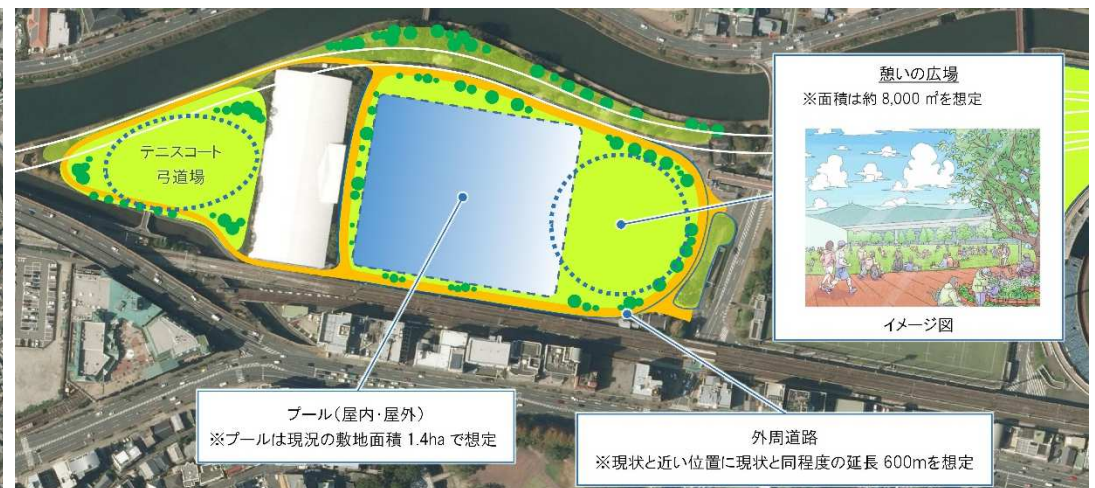 憩いの広場
※面積は約 8,000 ㎡を想定
イメージ図
テニスコート
弓道場
プール（屋内・屋外）
※プールは現況の敷地面積 1.4ha で想定
外周道路
※現状と近い位置に現状と同程度の延長 600mを想定